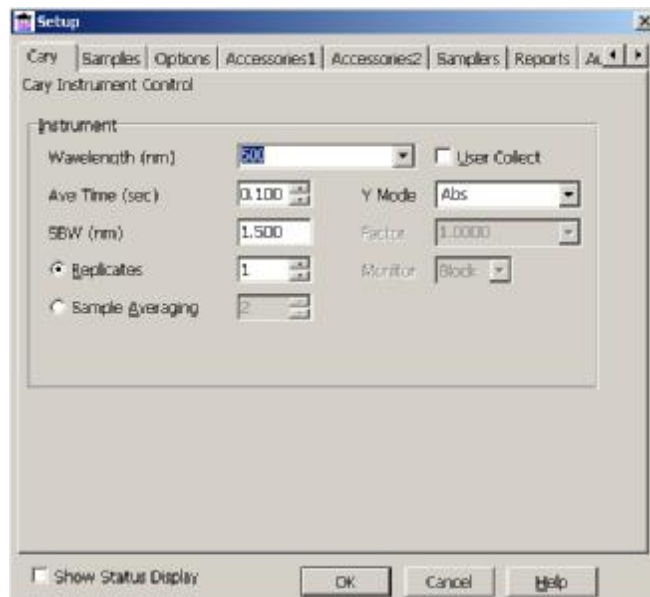 Setup
Cary Samples Options Accessories1 Accessories2 Samplers Reports
Cary Instrument Control
Instrument
Wavelength (nm) 500 User Collect
Ave Time (sec) 0.100 Y Mode Abs
SBW (nm) 1.500 Factor 1.0000
Replicates 1 Monitor Block
Sample Averaging 2
Show Status Display OK Cancel Help